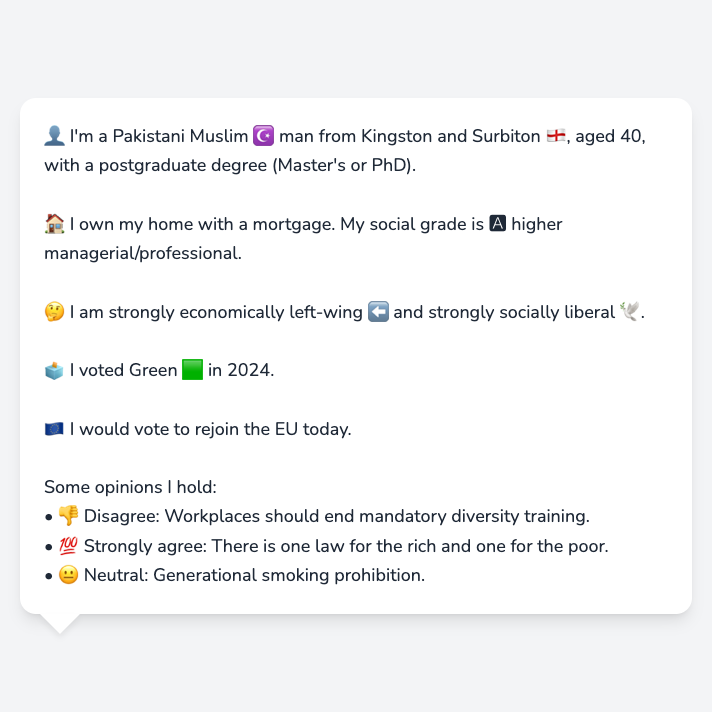 👤 I'm a Pakistani Muslim ☪️ man from Kingston and Surbiton 🏴󠁧󠁢󠁥󠁮󠁧󠁿, aged 40,
with a postgraduate degree (Master's or PhD).
🏠 I own my home with a mortgage. My social grade is 🅰️ higher
managerial/professional.
🤔 I am strongly economically left-wing ⬅️ and strongly socially liberal 🕊️.
🗳️ I voted Green 🟩 in 2024.
🇪🇺 I would vote to rejoin the EU today.
Some opinions I hold:
• 👎 Disagree: Workplaces should end mandatory diversity training.
• 💯 Strongly agree: There is one law for the rich and one for the poor.
• 😐 Neutral: Generational smoking prohibition.